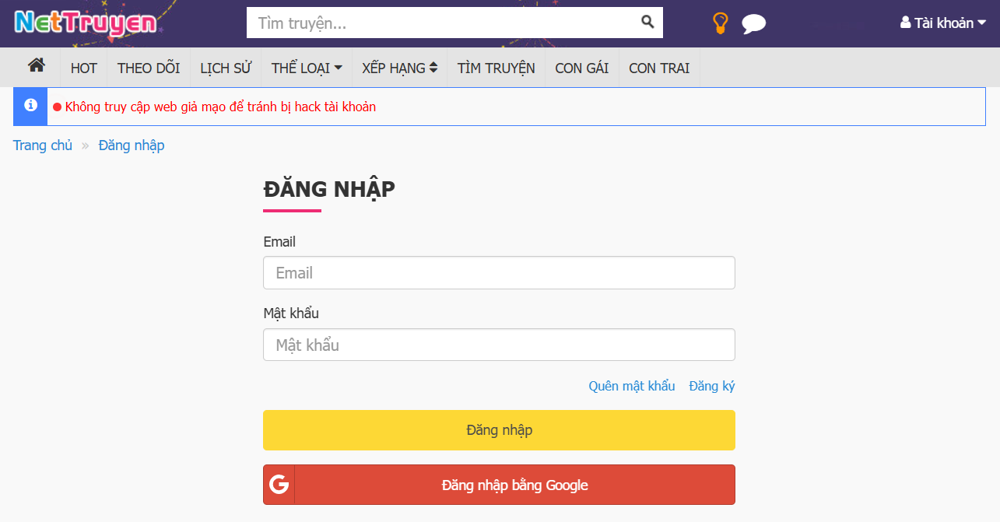 NetTruyen
Tìm truyện...
Tài khoản
HOT THEO DÕI LỊCH SỬ THỂ LOẠI XẾP HẠNG TÌM TRUYỆN CON GÁI CON TRAI
Không truy cập web giả mạo để tránh bị hack tài khoản
Trang chủ » Đăng nhập
ĐĂNG NHẬP
Email
Email
Mật khẩu
Mật khẩu
Quên mật khẩu Đăng ký
Đăng nhập
G Đăng nhập bằng Google